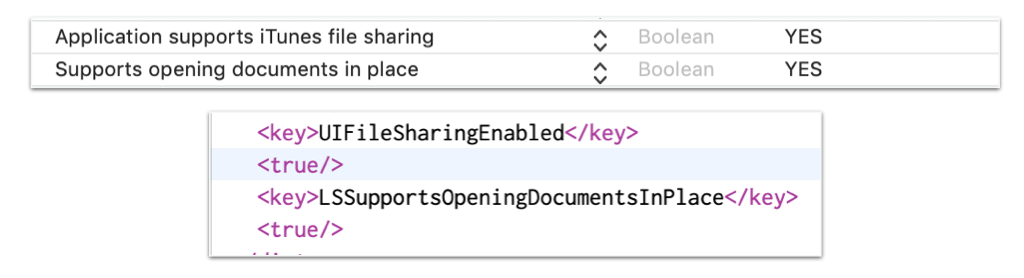 Application supports iTunes file sharing Boolean YES
Supports opening documents in place Boolean YES
<key>UIFileSharingEnabled</key>
<true/>
<key>LSSupportsOpeningDocumentsInPlace</key>
<true/>